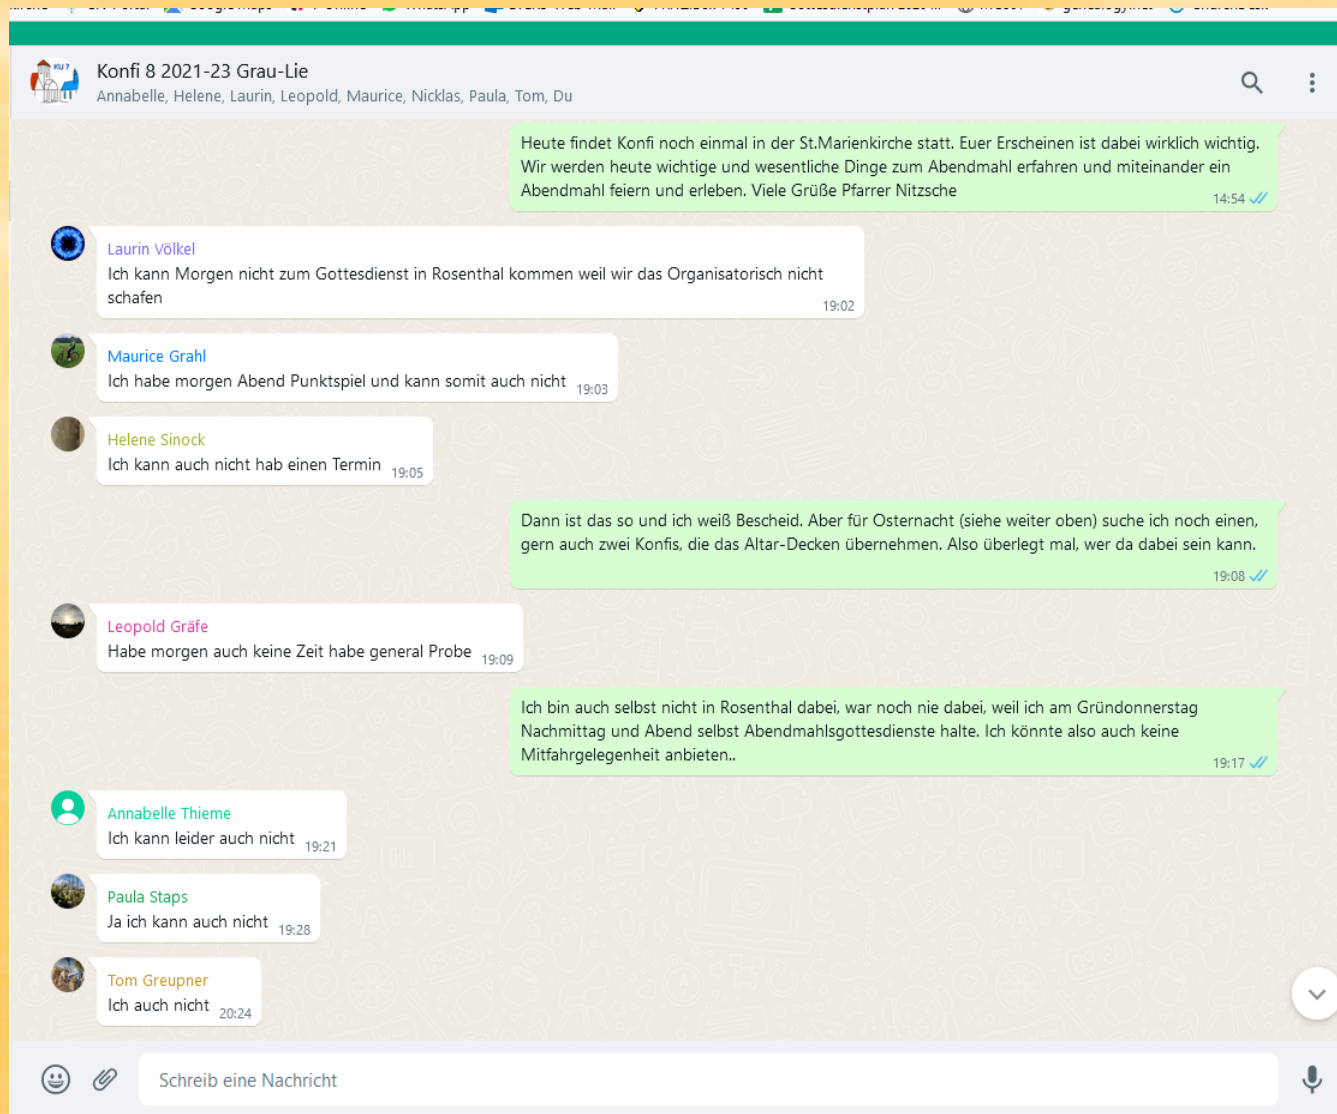 Google Maps
WhatsApp
Konfi 8 2021-23 Grau-Lie
Annabelle, Helene, Laurin, Leopold, Maurice, Nicklas, Paula, Tom, Du
KU 7
Heute findet Konfi noch einmal in der St.Marienkirche statt. Euer Erscheinen ist dabei wirklich wichtig.
Wir werden heute wichtige und wesentliche Dinge zum Abendmahl erfahren und miteinander ein
Abendmahl feiern und erleben. Viele Grüße Pfarrer Nitzsche
14:54
Laurin Völkel
Ich kann Morgen nicht zum Gottesdienst in Rosenthal kommen weil wir das Organisatorisch nicht
schafen
19:02
Maurice Grahl
Ich habe morgen Abend Punktspiel und kann somit auch nicht 19:03
Helene Sinock
Ich kann auch nicht hab einen Termin 19:05
Dann ist das so und ich weiß Bescheid. Aber für Osternacht (siehe weiter oben) suche ich noch einen,
gern auch zwei Konfis, die das Altar-Decken übernehmen. Also überlegt mal, wer da dabei sein kann.
19:08
Leopold Gräfe
Habe morgen auch keine Zeit habe general Probe 19:09
Ich bin auch selbst nicht in Rosenthal dabei, war noch nie dabei, weil ich am Gründonnerstag
Nachmittag und Abend selbst Abendmahlsgottesdienste halte. Ich könnte also auch keine
Mitfahrgelegenheit anbieten..
19:17
Annabelle Thieme
Ich kann leider auch nicht 19:21
Paula Staps
Ja ich kann auch nicht 19:28
Tom Greupner
Ich auch nicht 20:24
Schreib eine Nachricht